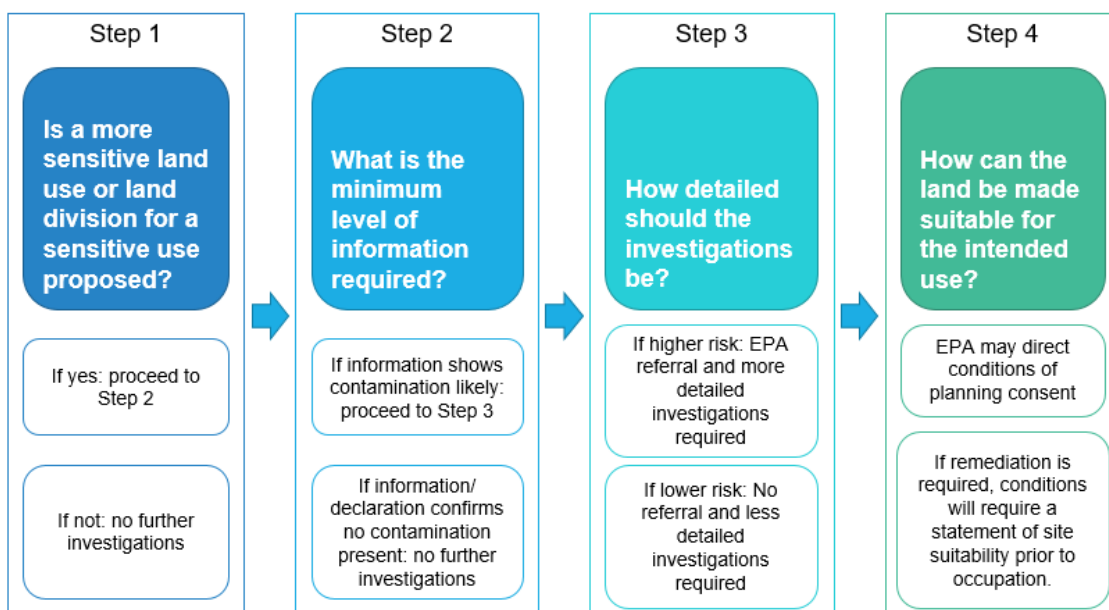 Step 1
Is a more
sensitive land
use or land
division for a
sensitive use
proposed?
If yes: proceed to
Step 2
If not: no further
investigations
Step 2
What is the
minimum
level of
information
required?
If information shows
contamination likely:
proceed to Step 3
If information/
declaration confirms
no contamination
present: no further
investigations
Step 3
How detailed
should the
investigations
be?
If higher risk: EPA
referral and more
detailed
investigations
required
If lower risk: No
referral and less
detailed
investigations
required
Step 4
How can the
land be made
suitable for
the intended
use?
EPA may direct
conditions of
planning consent
If remediation is
required, conditions
will require a
statement of site
suitability prior to
occupation.